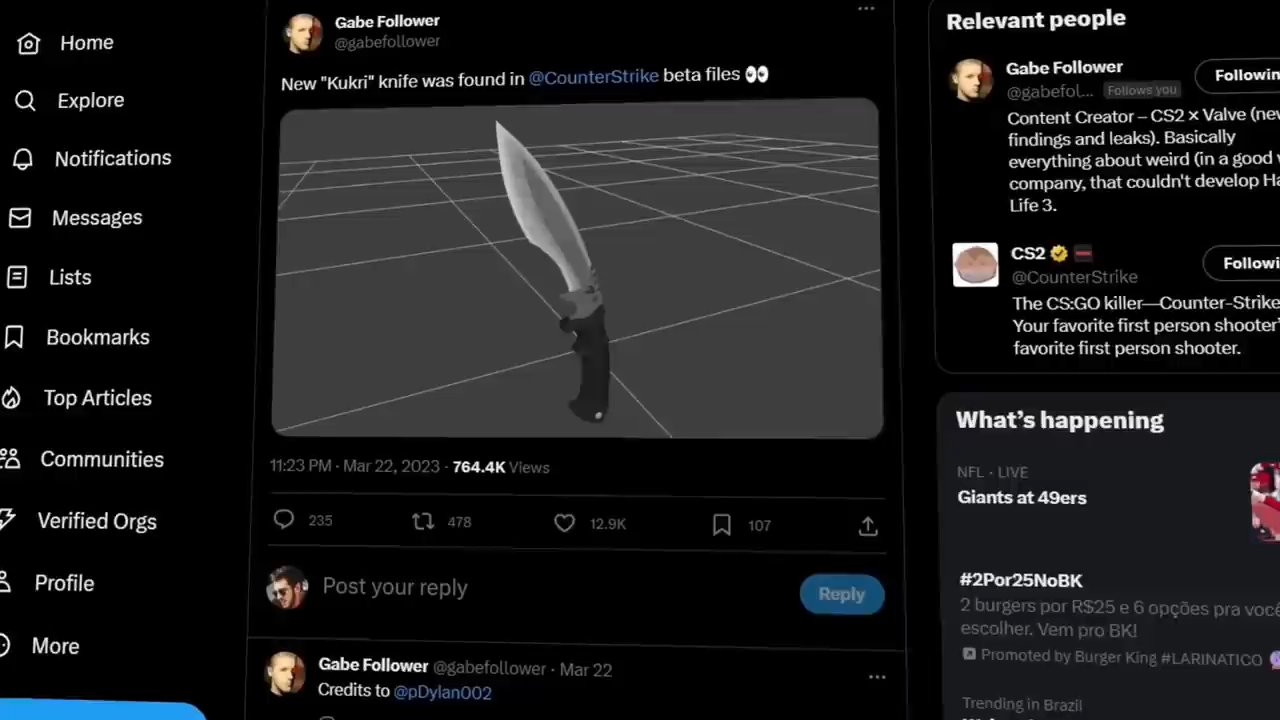 Home
Explore
Notifications
Messages
Lists
Bookmarks
Top Articles
Communities
Verified Orgs
Profile
More
Gabe Follower
@gabefollower
New "Kukri" knife was found in @CounterStrike beta files 👀
11:23 PM · Mar 22, 2023 · 764.4K Views
235
478
12.9K
107
Post your reply
Reply
Gabe Follower @gabefollower · Mar 22
Credits to @pDylan002
Relevant people
Gabe Follower
@gabefol... Follows you
Content Creator – CS2 × Valve (new
findings and leaks). Basically
everything about weird (in a good
company, that couldn't develop
Life 3.
CS2
@CounterStrike
The CS:GO killer—Counter-Strike
Your favorite first person shooter'
favorite first person shooter.
What's happening
NFL · LIVE
Giants at 49ers
#2Por25NoBK
2 burgers por R$25 e 6 opções pra você
escolher. Vem pro BK!
Promoted by Burger King #LARINATICO
Trending in Brazil